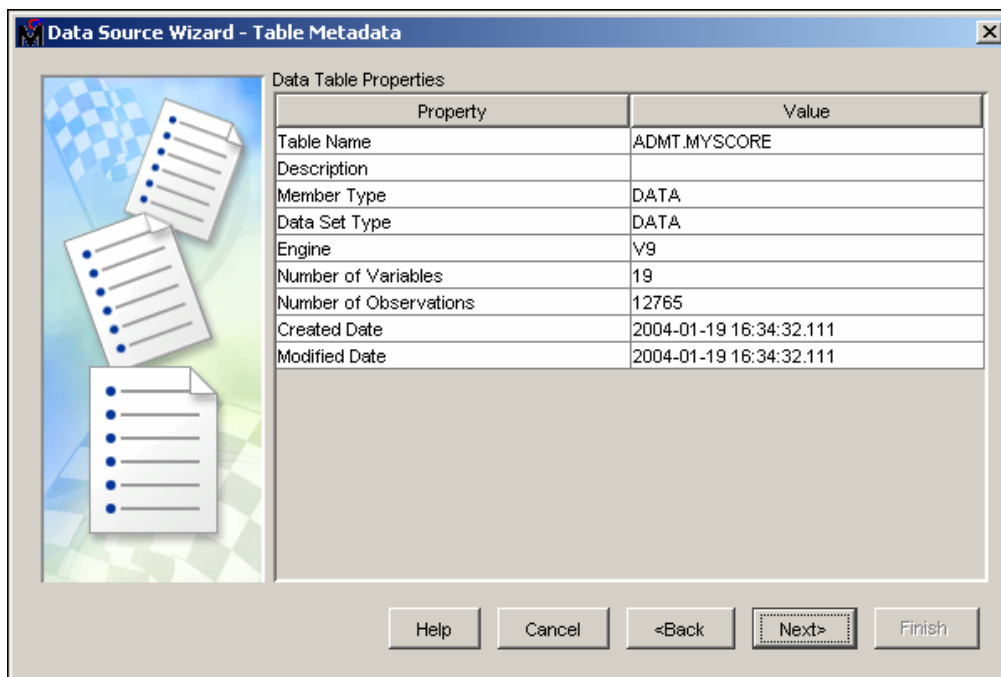 Data Source Wizard - Table Metadata
Data Table Properties
Property Value
Table Name ADMT.MYSCORE
Description
Member Type DATA
Data Set Type DATA
Engine V9
Number of Variables 19
Number of Observations 12765
Created Date 2004-01-19 16:34:32.111
Modified Date 2004-01-19 16:34:32.111
Help Cancel <Back Next> Finish